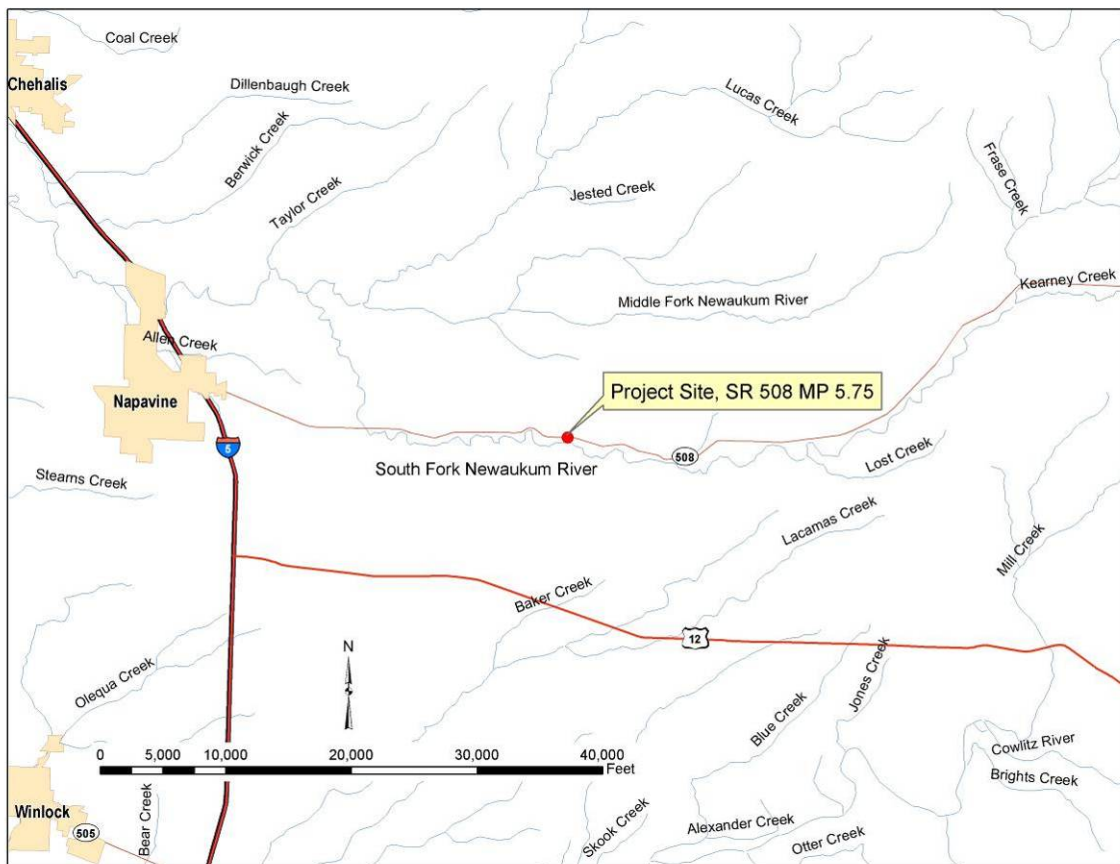 Coal Creek
Chehalis
Dillenbaugh Creek
Lucas Creek
Berwick Creek
Frase Creek
Taylor Creek
Jested Creek
Kearney Creek
Middle Fork Newaukum River
Allen Creek
Project Site, SR 508 MP 5.75
Napavine
5
508
Lost Creek
South Fork Newaukum River
Stearns Creek
Lacamas Creek
Mill Creek
Baker Creek
12
N
Jones Creek
Olequa Creek
Blue Creek
Cowlitz River
0 5,000 10,000 20,000 30,000 40,000
Feet
Brights Creek
Winlock
505
Bear Creek
Skook Creek
Alexander Creek
Otter Creek